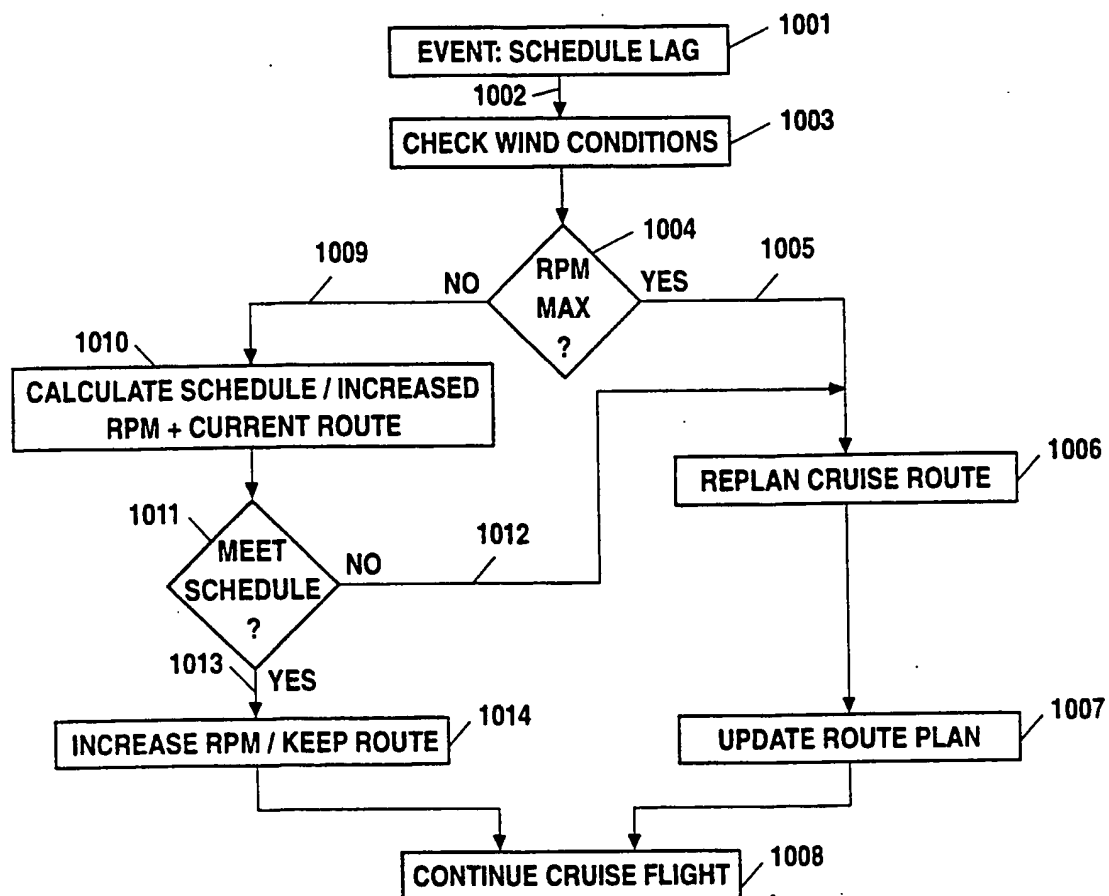 1001
EVENT: SCHEDULE LAG
1002
1003
CHECK WIND CONDITIONS
1004
1009
1005
NO
RPM
MAX
?
YES
1010
CALCULATE SCHEDULE / INCREASED
RPM + CURRENT ROUTE
1006
REPLAN CRUISE ROUTE
1011
MEET
SCHEDULE
?
NO
1012
1013
YES
1014
INCREASE RPM / KEEP ROUTE
1007
UPDATE ROUTE PLAN
1008
CONTINUE CRUISE FLIGHT